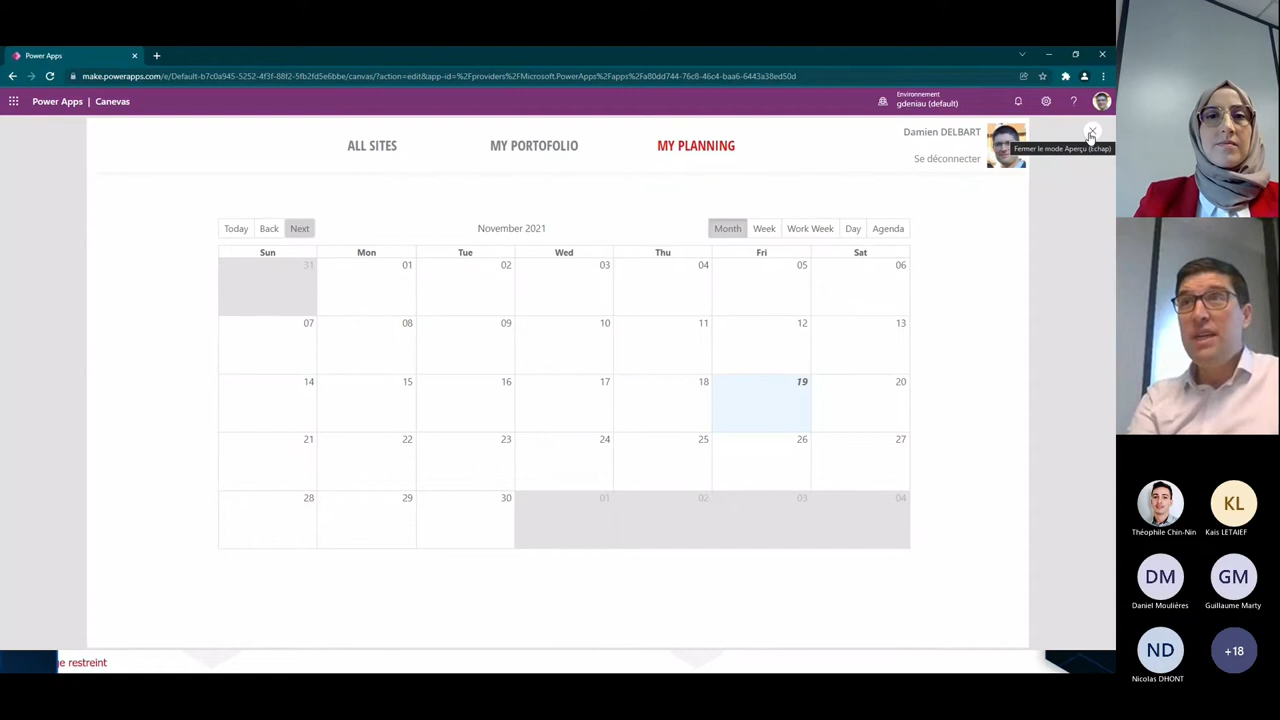 Power Apps
make.powerapps.com/e/Default-b7c0a945-5252-4f3f-88f2-5fb2fd5e6bbe/canvas/?action=edit&app-id=%2Fproviders%2FMicrosoft.PowerApps%2Fapps%2Fa80dd744-76c8-46c4-baa6-6443a38ed50d
Power Apps | Canevas
Environnement
gdeniau (default)
ALL SITES MY PORTOFOLIO MY PLANNING
Damien DELBART
Se déconnecter
Fermer le mode Aperçu (Échap)
Today Back Next November 2021 Month Week Work Week Day Agenda
Sun Mon Tue Wed Thu Fri Sat
31 01 02 03 04 05 06
07 08 09 10 11 12 13
14 15 16 17 18 19 20
21 22 23 24 25 26 27
28 29 30 01 02 03 04
ge restreint
KL
Théophile Chin-Nin Kais LETAIEF
DM GM
Daniel Moulières Guillaume Marty
ND +18
Nicolas DHONT